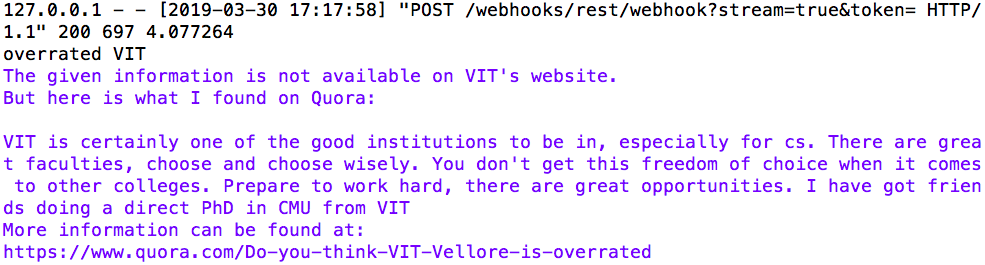 127.0.0.1 - - [2019-03-30 17:17:58] "POST /webhooks/rest/webhook?stream=true&token= HTTP/
1.1" 200 697 4.077264
overrated VIT
The given information is not available on VIT's website.
But here is what I found on Quora:
VIT is certainly one of the good institutions to be in, especially for cs. There are grea
t faculties, choose and choose wisely. You don't get this freedom of choice when it comes
 to other colleges. Prepare to work hard, there are great opportunities. I have got frien
ds doing a direct PhD in CMU from VIT
More information can be found at:
https://www.quora.com/Do-you-think-VIT-Vellore-is-overrated